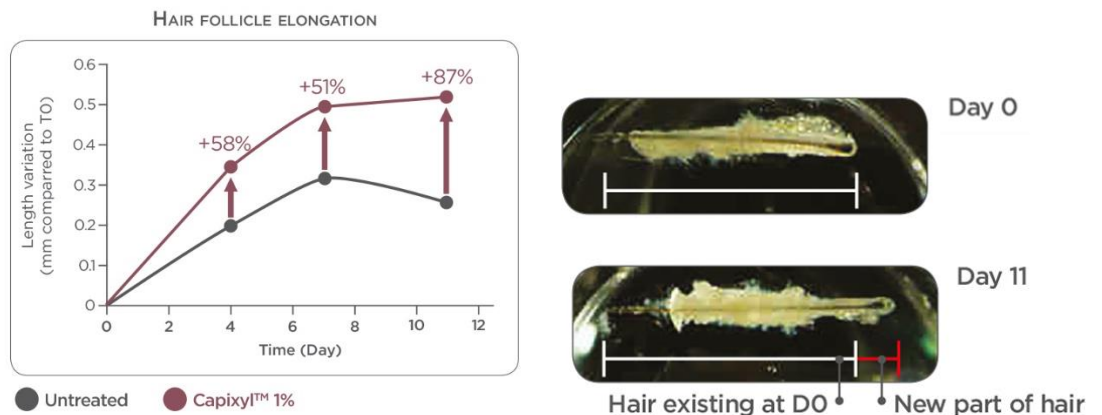 HAIR FOLLICLE ELONGATION
Length variation
(mm comparred to T0)
0.6
0.5
0.4
0.3
0.2
0.1
0
+58%
+51%
+87%
0 2 4 6 8 10 12
Time (Day)
Untreated Capixyl™ 1%
Day 0
Day 11
Hair existing at D0 New part of hair